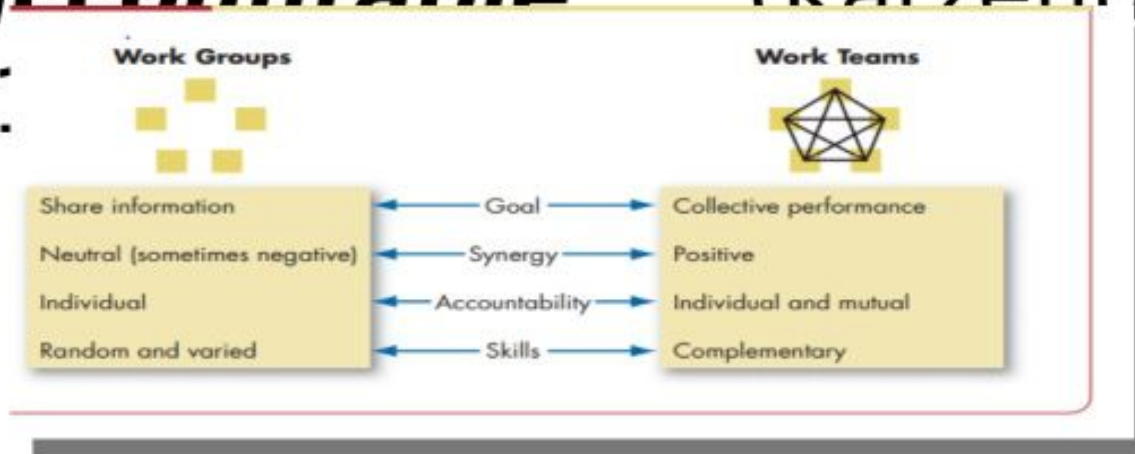 Work Groups
Work Teams
Share information
Goal
Collective performance
Neutral (sometimes negative)
Synergy
Positive
Individual
Accountability
Individual and mutual
Random and varied
Skills
Complementary